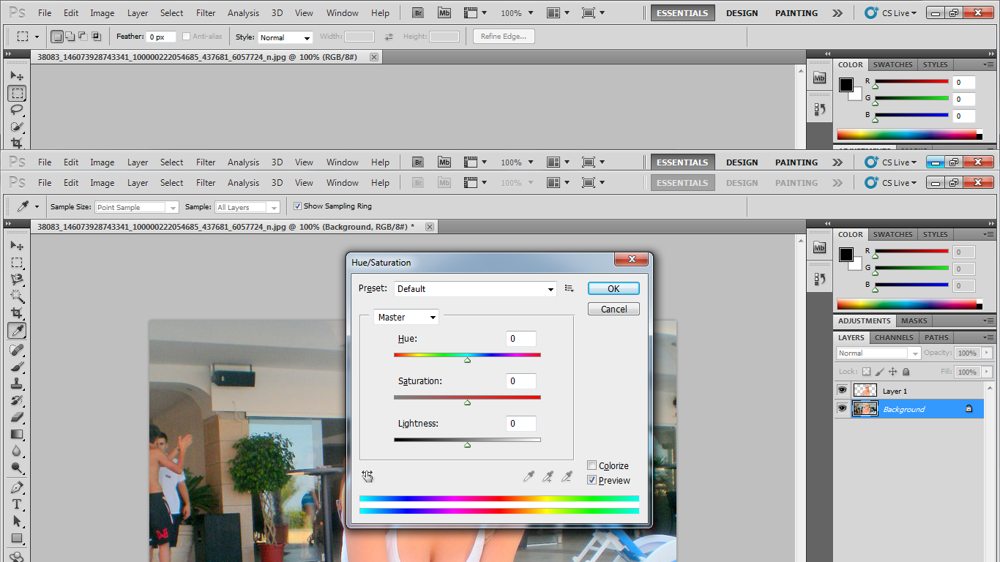 Ps File Edit Image Layer Select Filter Analysis 3D View Window Help Br Mb 100% ESSENTIALS DESIGN PAINTING CS Live
Feather: 0 px Anti-alias Style: Normal Width: Height: Refine Edge...
38083_146073928743341_100000222054685_437681_6057724_n.jpg @ 100% (RGB/8#)
COLOR SWATCHES STYLES
Mb
R 0
G 0
B 0
ADJUSTMENTS MASKS
Ps File Edit Image Layer Select Filter Analysis 3D View Window Help Br Mb 100% ESSENTIALS DESIGN PAINTING CS Live
Ps File Edit Image Layer Select Filter Analysis 3D View Window Help Br Mb 100% ESSENTIALS DESIGN PAINTING CS Live
Sample Size: Point Sample Sample: All Layers Show Sampling Ring
38083_146073928743341_100000222054685_437681_6057724_n.jpg @ 100% (Background, RGB/8#) *
COLOR SWATCHES STYLES
Mb
R 0
G 0
B 0
Hue/Saturation
Preset: Default OK
Cancel
Master
Hue: 0
Saturation: 0
Lightness: 0
Colorize
Preview
ADJUSTMENTS MASKS
LAYERS CHANNELS PATHS
Normal Opacity: 100%
Lock: Fill: 100%
Layer 1
Background
T